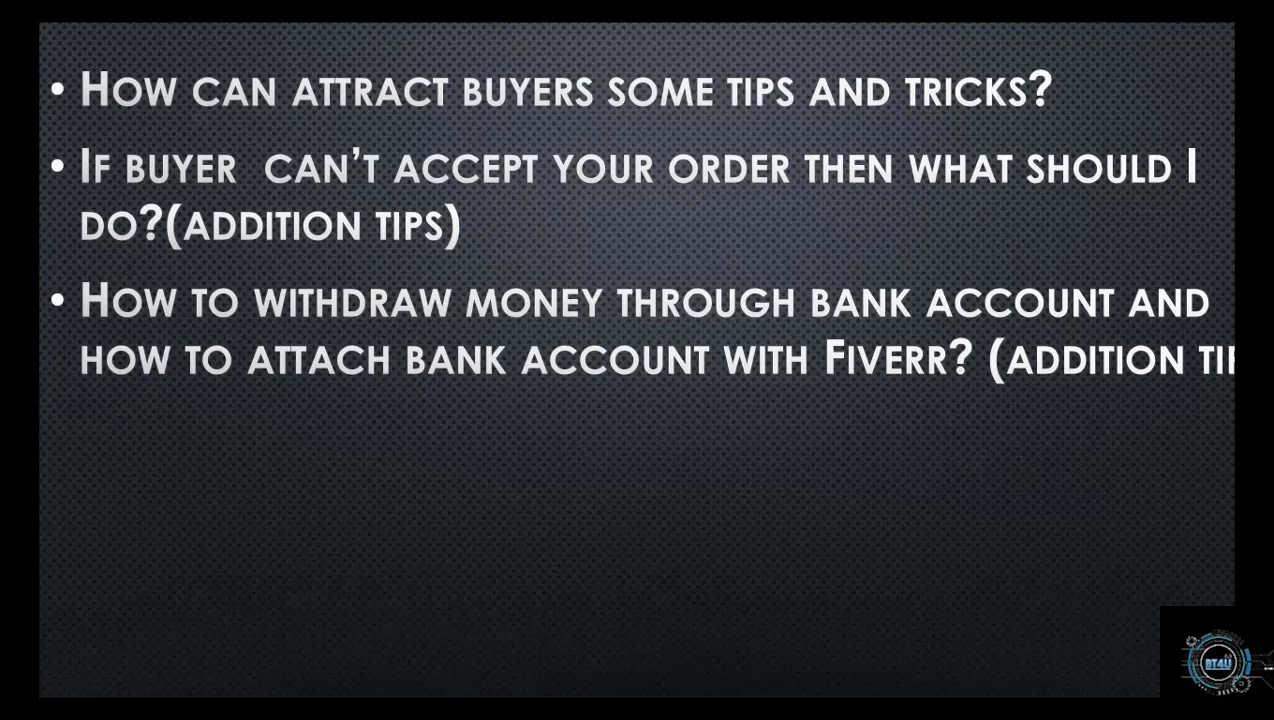 • How can attract buyers some tips and tricks?
• If buyer  can’t accept your order then what should I
do?(addition tips)
• How to withdraw money through bank account and
how to attach bank account with Fiverr? (addition
BT4U